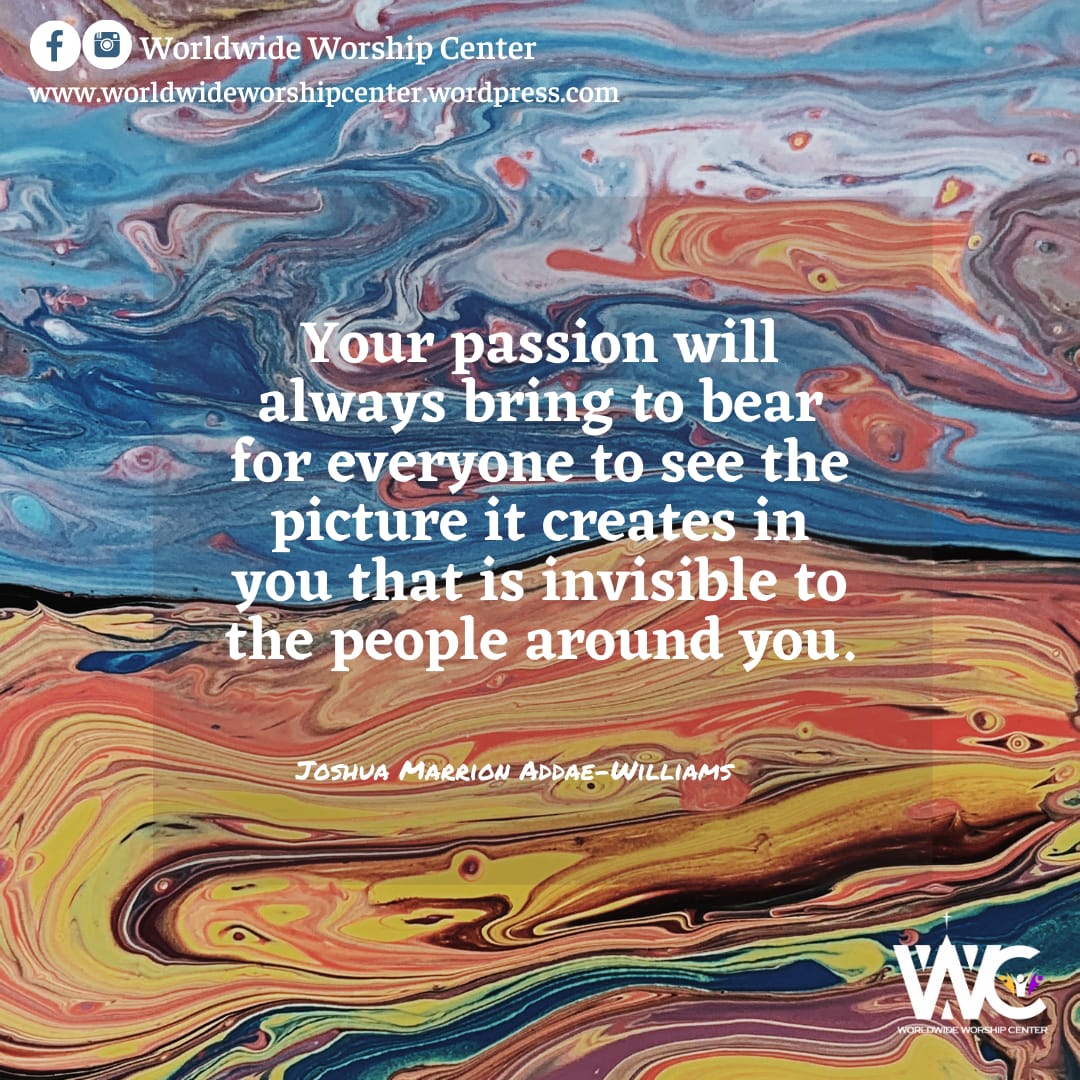 Worldwide Worship Center
www.worldwideworshipcenter.wordpress.com
Your passion will
always bring to bear
for everyone to see the
picture it creates in
you that is invisible to
the people around you.
Joshua Marrion Addae-Williams
WWC
WORLDWIDE WORSHIP CENTER